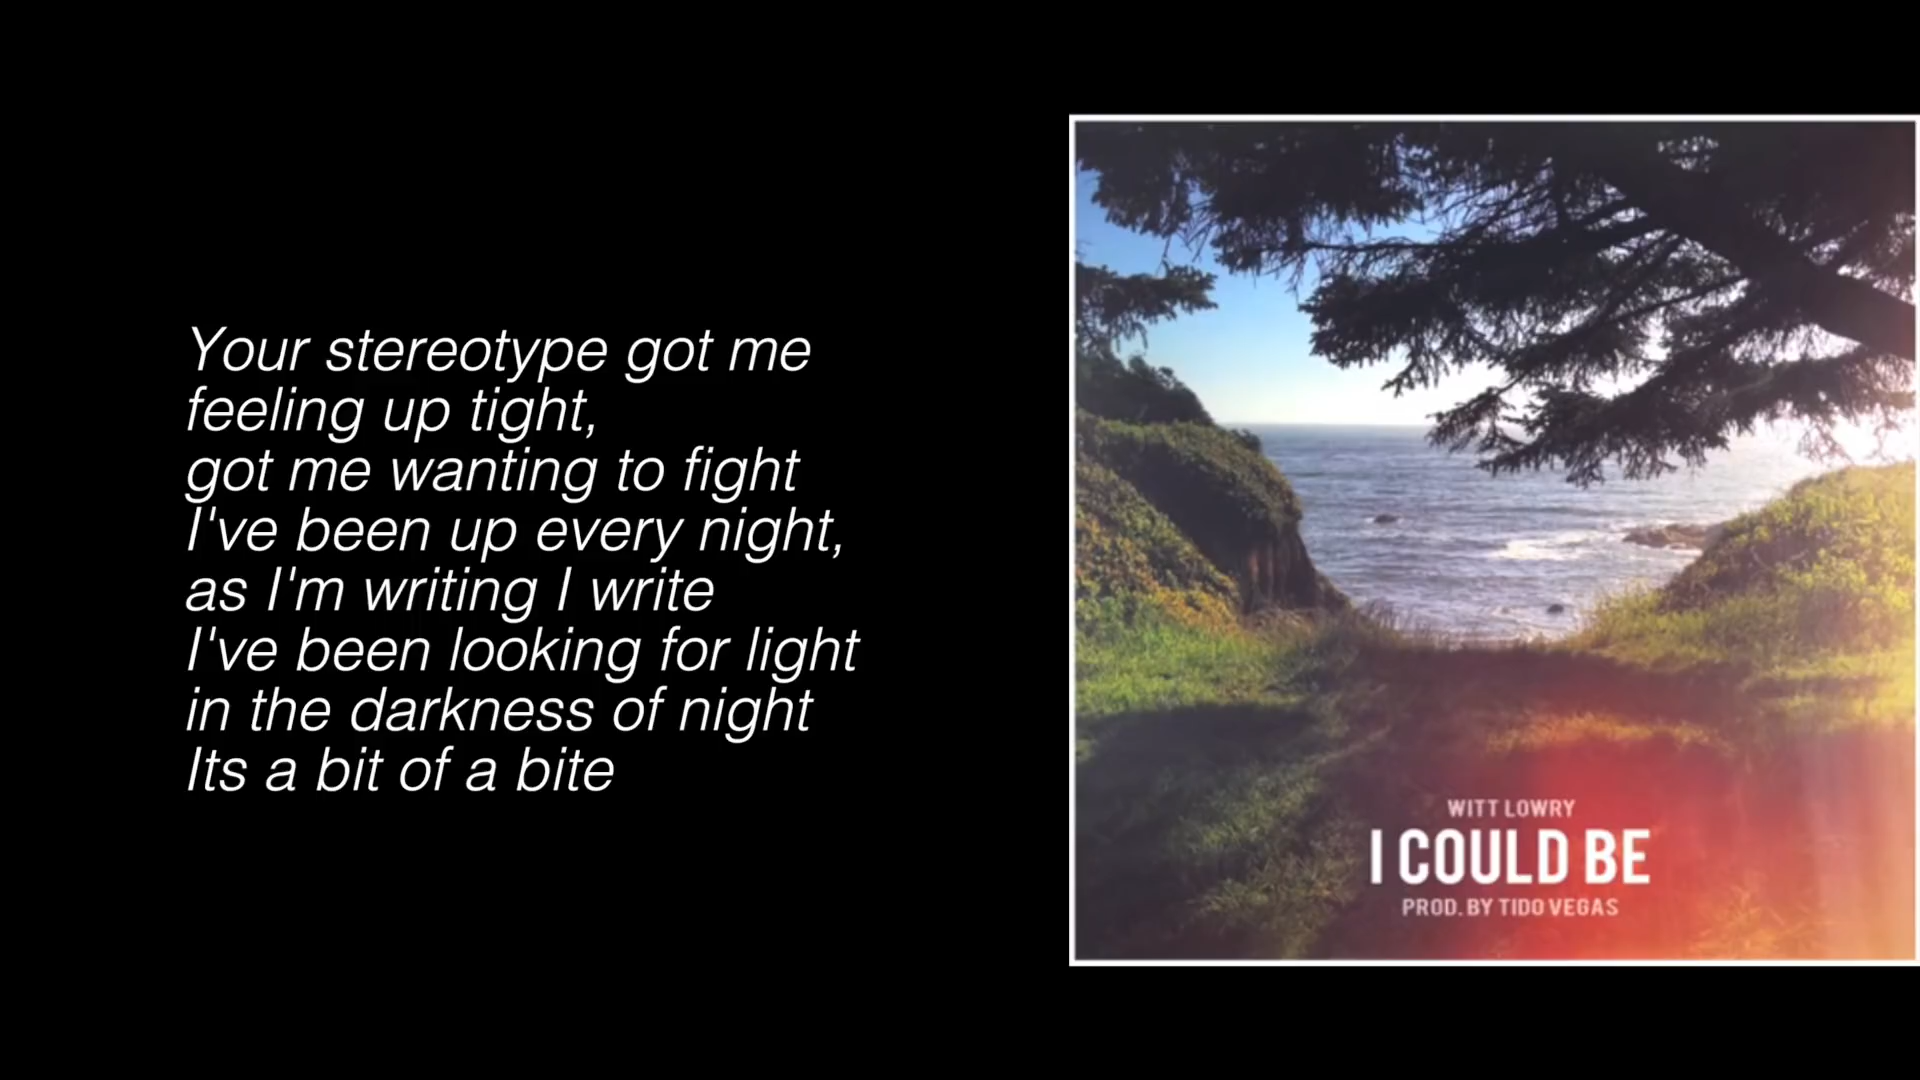 Your stereotype got me
feeling up tight,
got me wanting to fight
I've been up every night,
as I'm writing I write
I've been looking for light
in the darkness of night
Its a bit of a bite
WITT LOWRY
I COULD BE
PROD. BY TIDO VEGAS